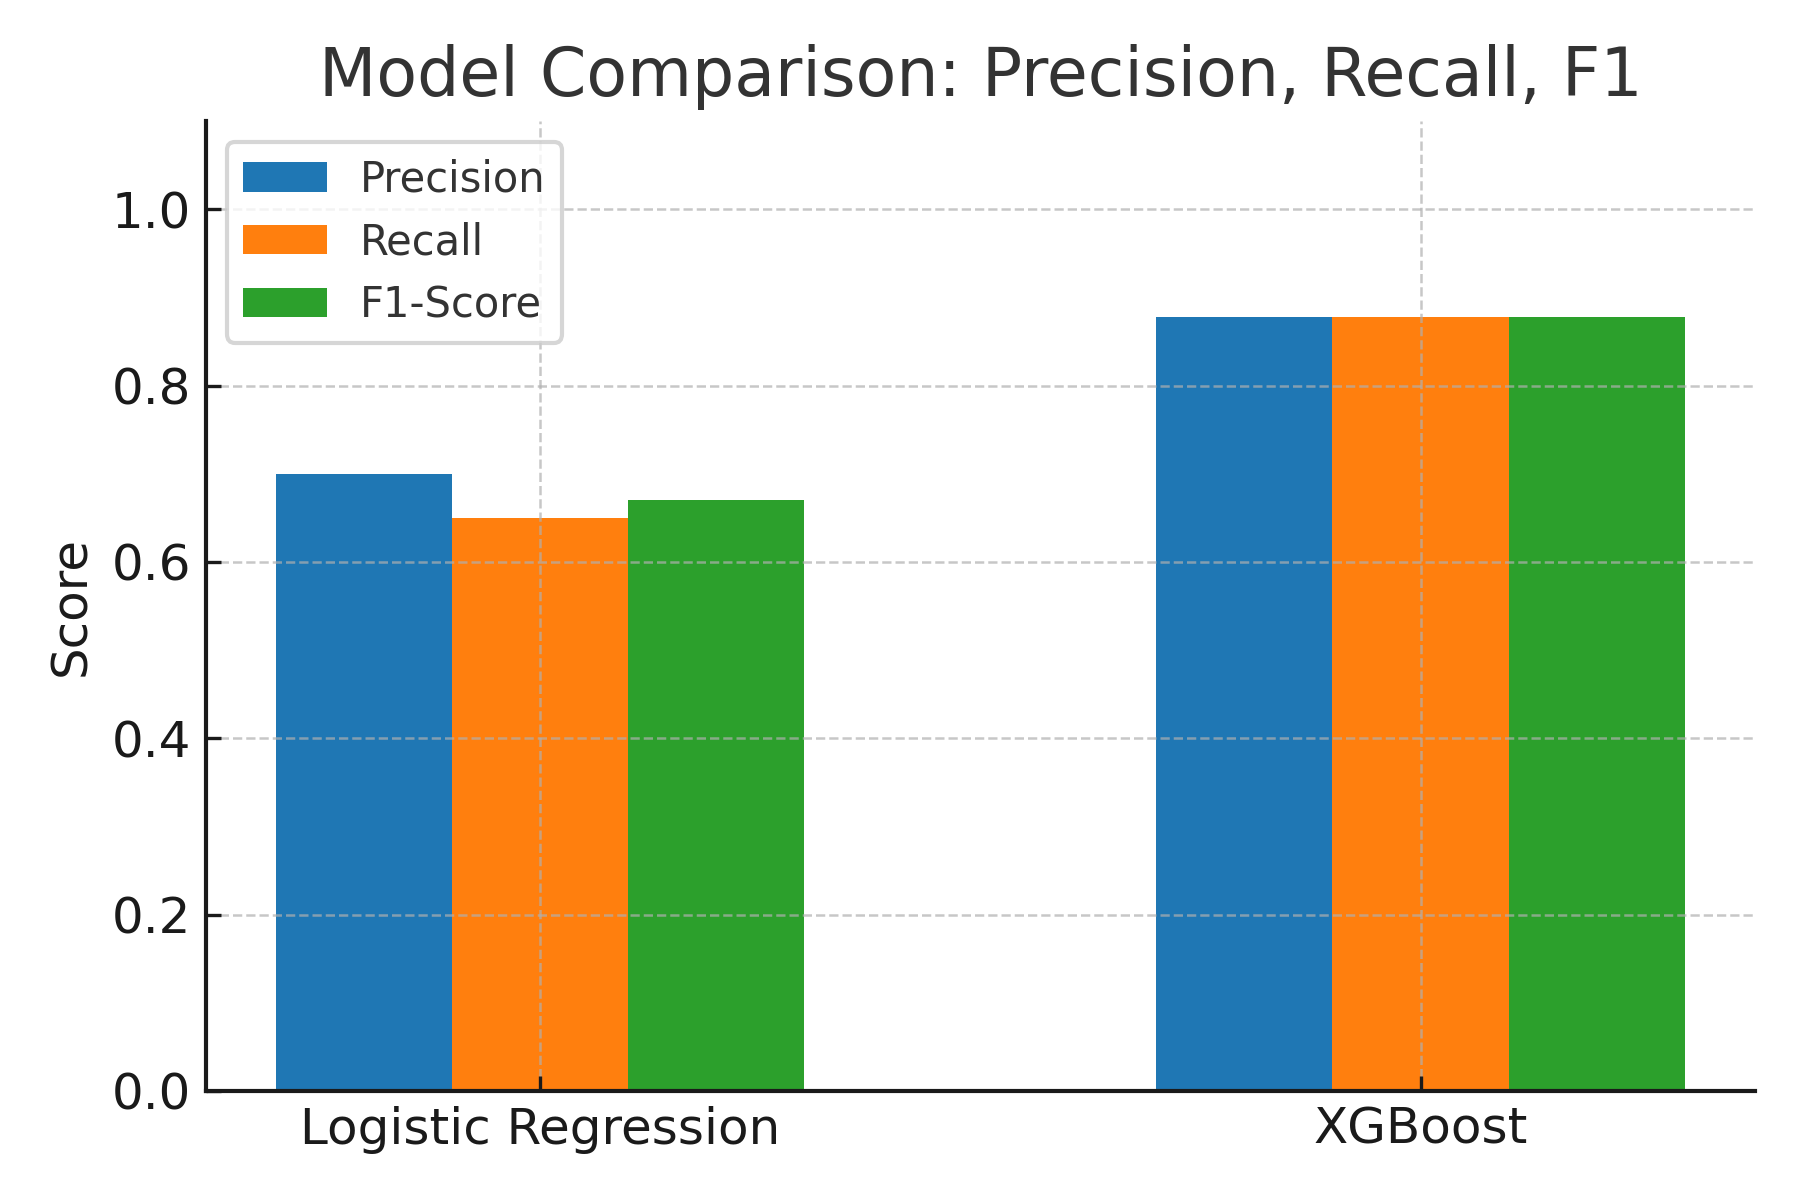 Model Comparison: Precision, Recall, F1
Precision
Recall
F1-Score
1.0
0.8
0.6
0.4
0.2
0.0
Score
Logistic Regression
XGBoost